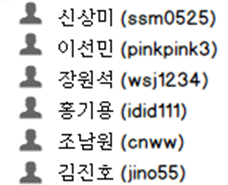 신상미 (ssm0525)
이선민 (pinkpink3)
장원석 (wsj1234)
홍기용 (idid111)
조남원 (cnww)
김진호 (jino55)